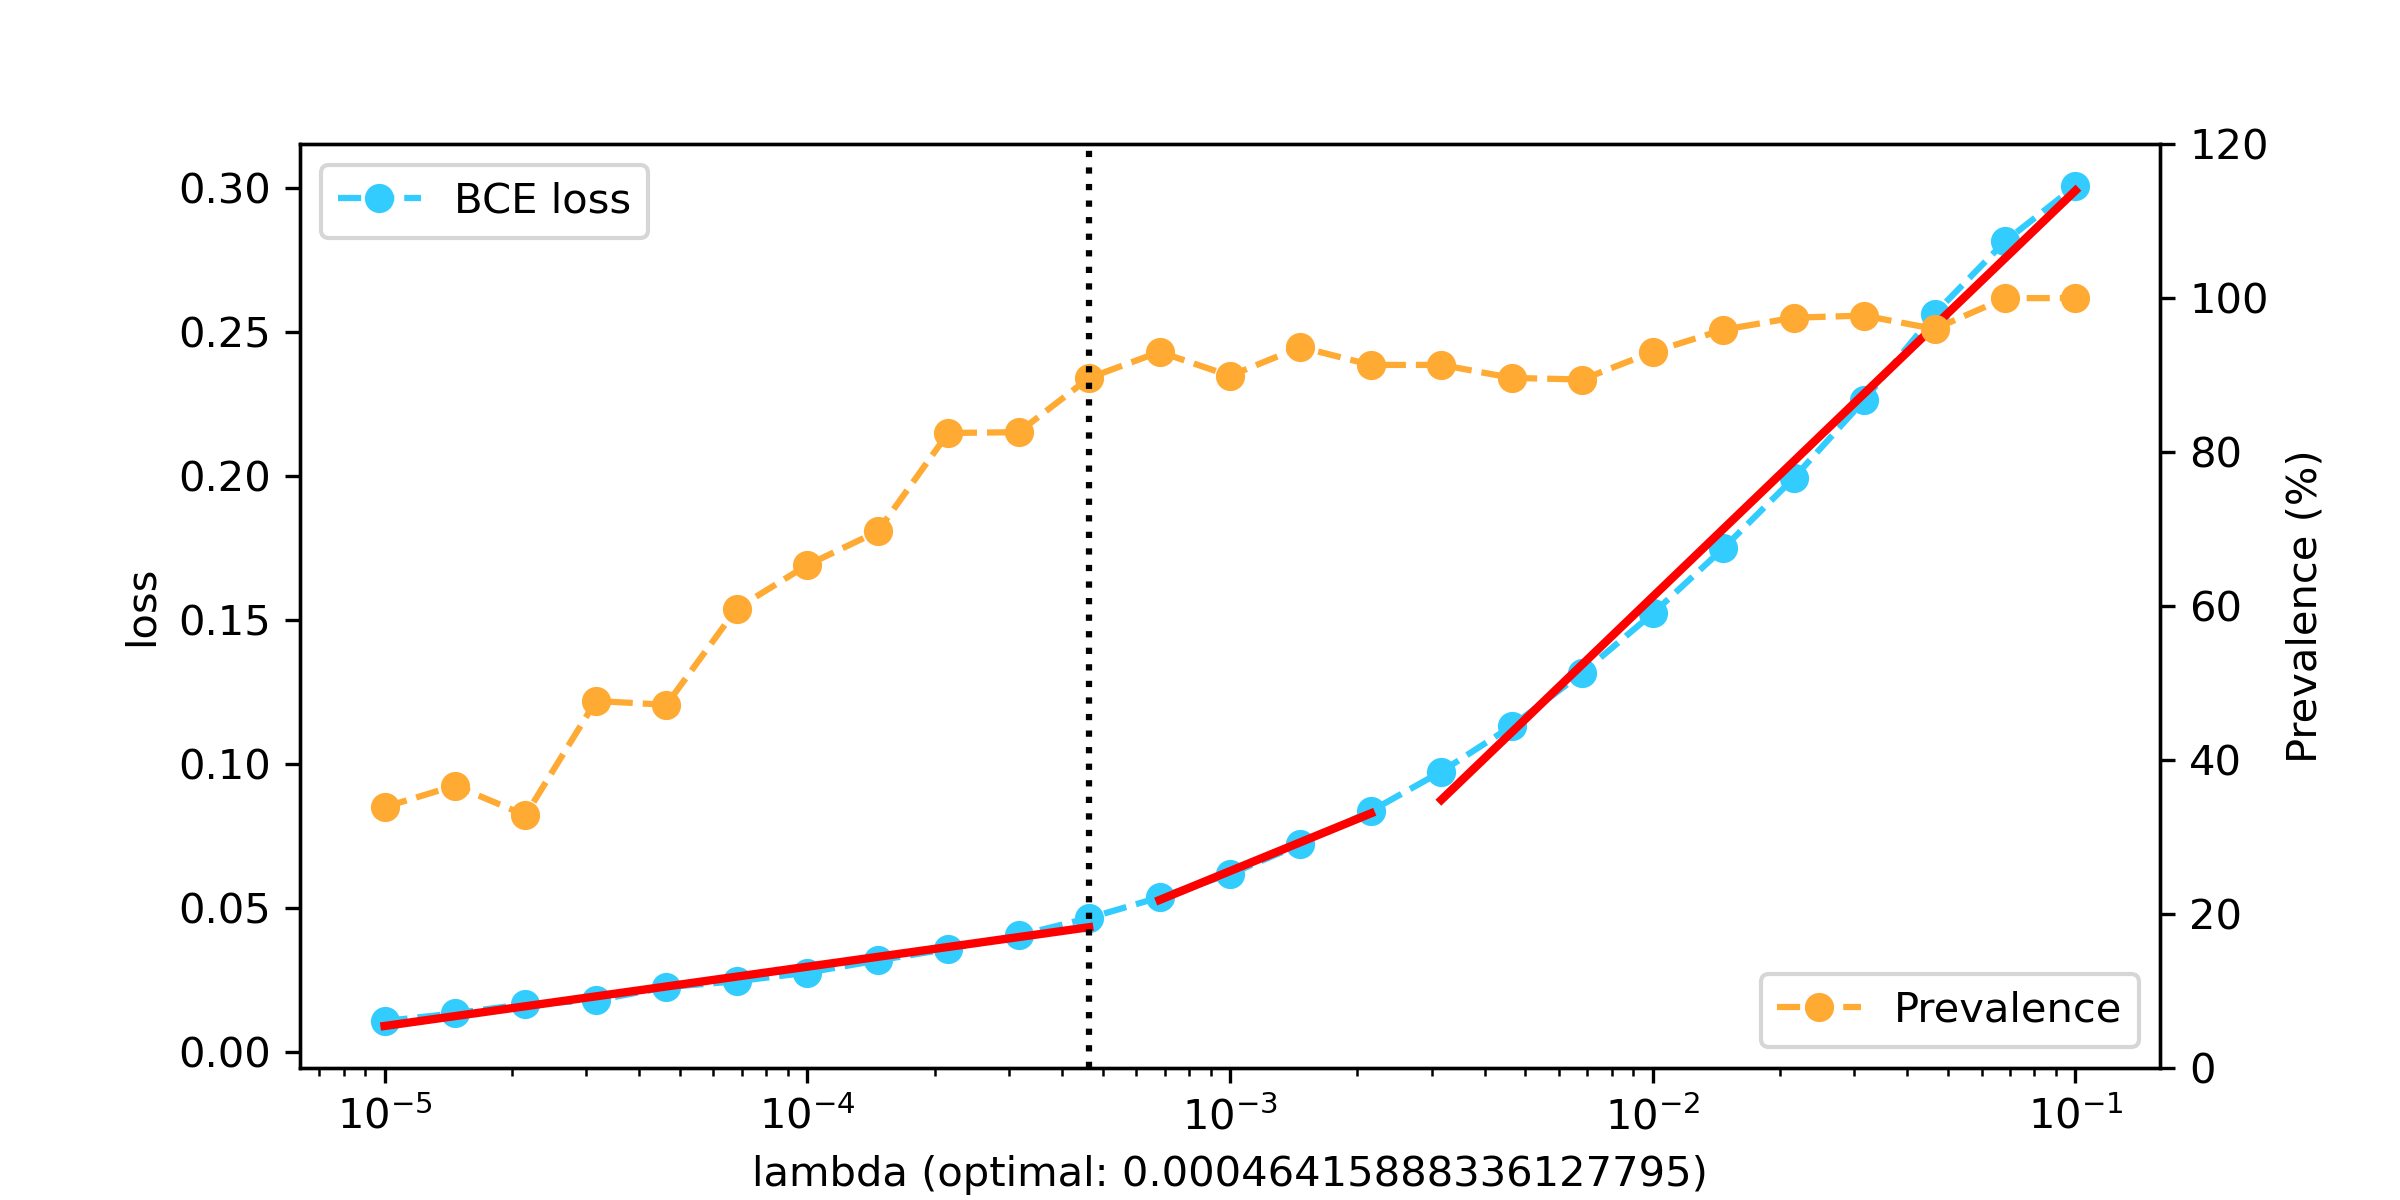 BCE loss
0.30
0.25
0.20
0.15
0.10
0.05
0.00
loss
120
100
80
60
40
20
0
Prevalence (%)
Prevalence
10⁻⁵ 10⁻⁴ 10⁻³ 10⁻² 10⁻¹
lambda (optimal: 0.00046415888336127795)